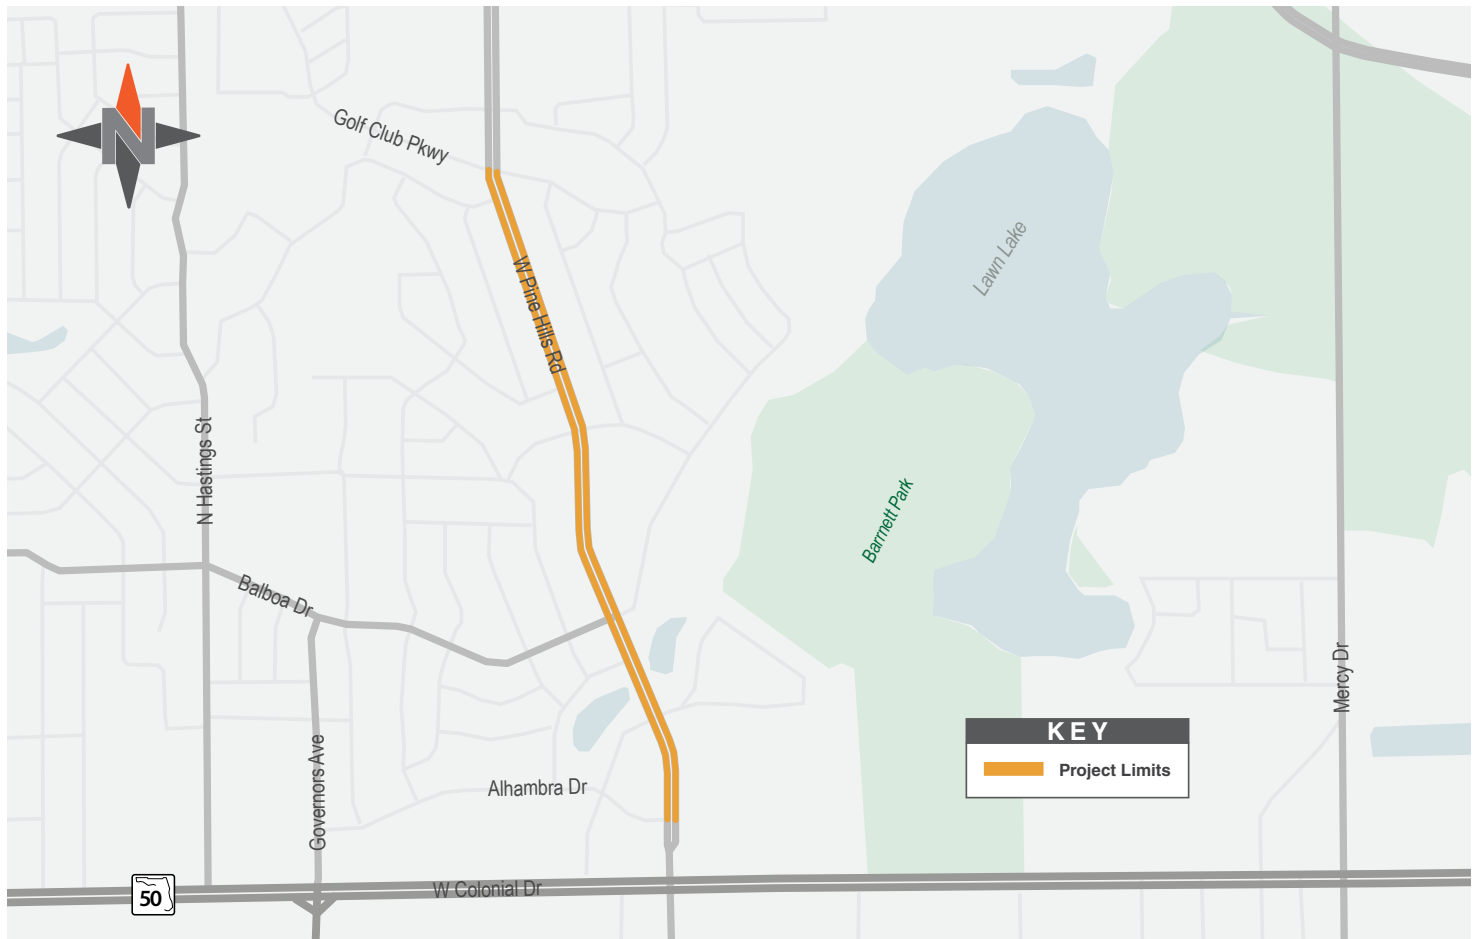 N
Golf Club Pkwy
Lawn Lake
W Pine Hills Rd
N Hastings St
Barnett Park
Balboa Dr
Mercy Dr
KEY
Project Limits
Governors Ave
Alhambra Dr
50
W Colonial Dr